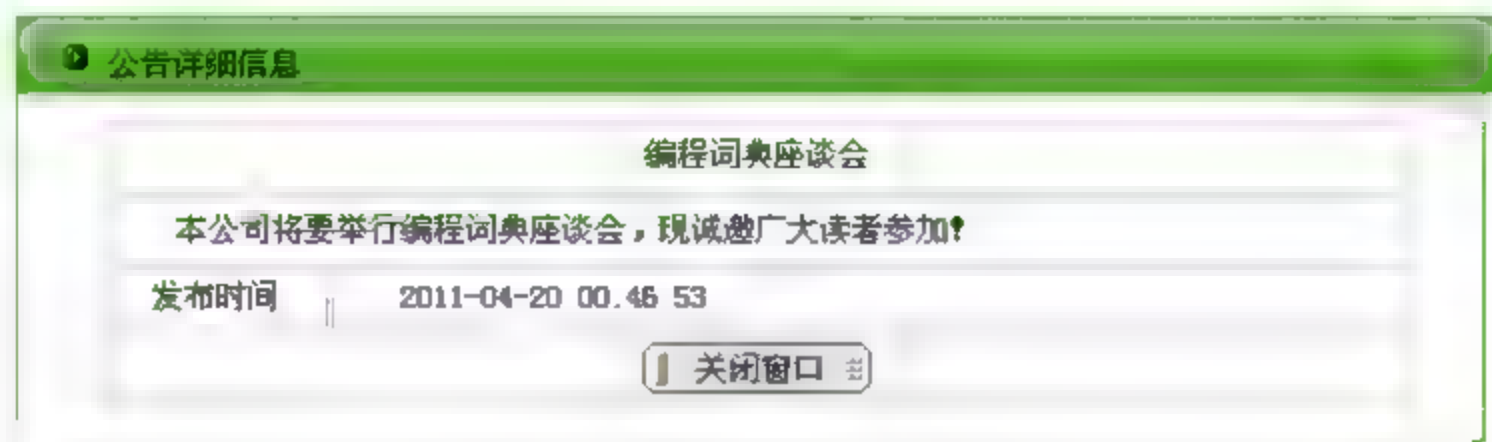 公告详细信息
编程词典座谈会
本公司将要举行编程词典座谈会，现诚邀广大读者参加！
发布时间 2011-04-20 00.46 53
关闭窗口